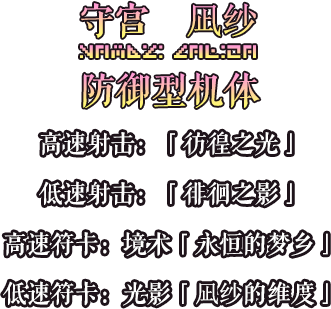 守宫　凪纱
防御型机体
高速射击：「彷徨之光」
低速射击：「徘徊之影」
高速符卡：境术「永恒的梦乡」
低速符卡：光影「凪纱的维度」